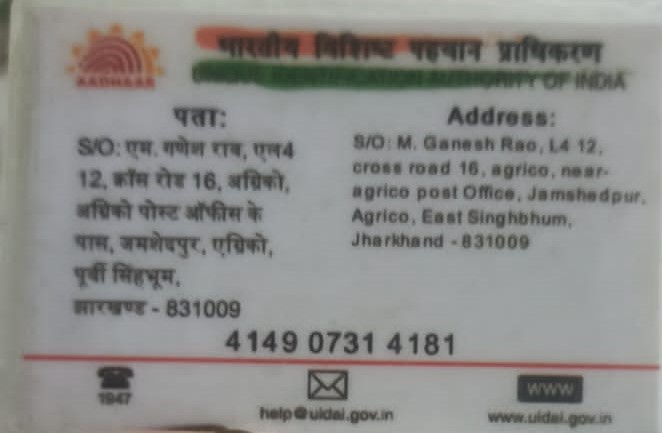 AADHAAR
भारतीय विशिष्ट पहचान प्राधिकरण
AUTHORITY OF INDIA
पता:
S/O: एम. गणेश राव, एल4
12, क्रॉस रोड 16, अग्रिको,
अग्रिको पोस्ट ऑफीस के
पास, जमशेदपुर, एग्रिको,
पूर्वी सिंहभूम,
झारखण्ड - 831009
Address:
S/O: M. Ganesh Rao, L4 12,
cross road 16, agrico, near-
agrico post Office, Jamshedpur,
Agrico, East Singhbhum,
Jharkhand - 831009
4149 0731 4181
1947
help@uidai.gov.in
www
www.uidai.gov.in